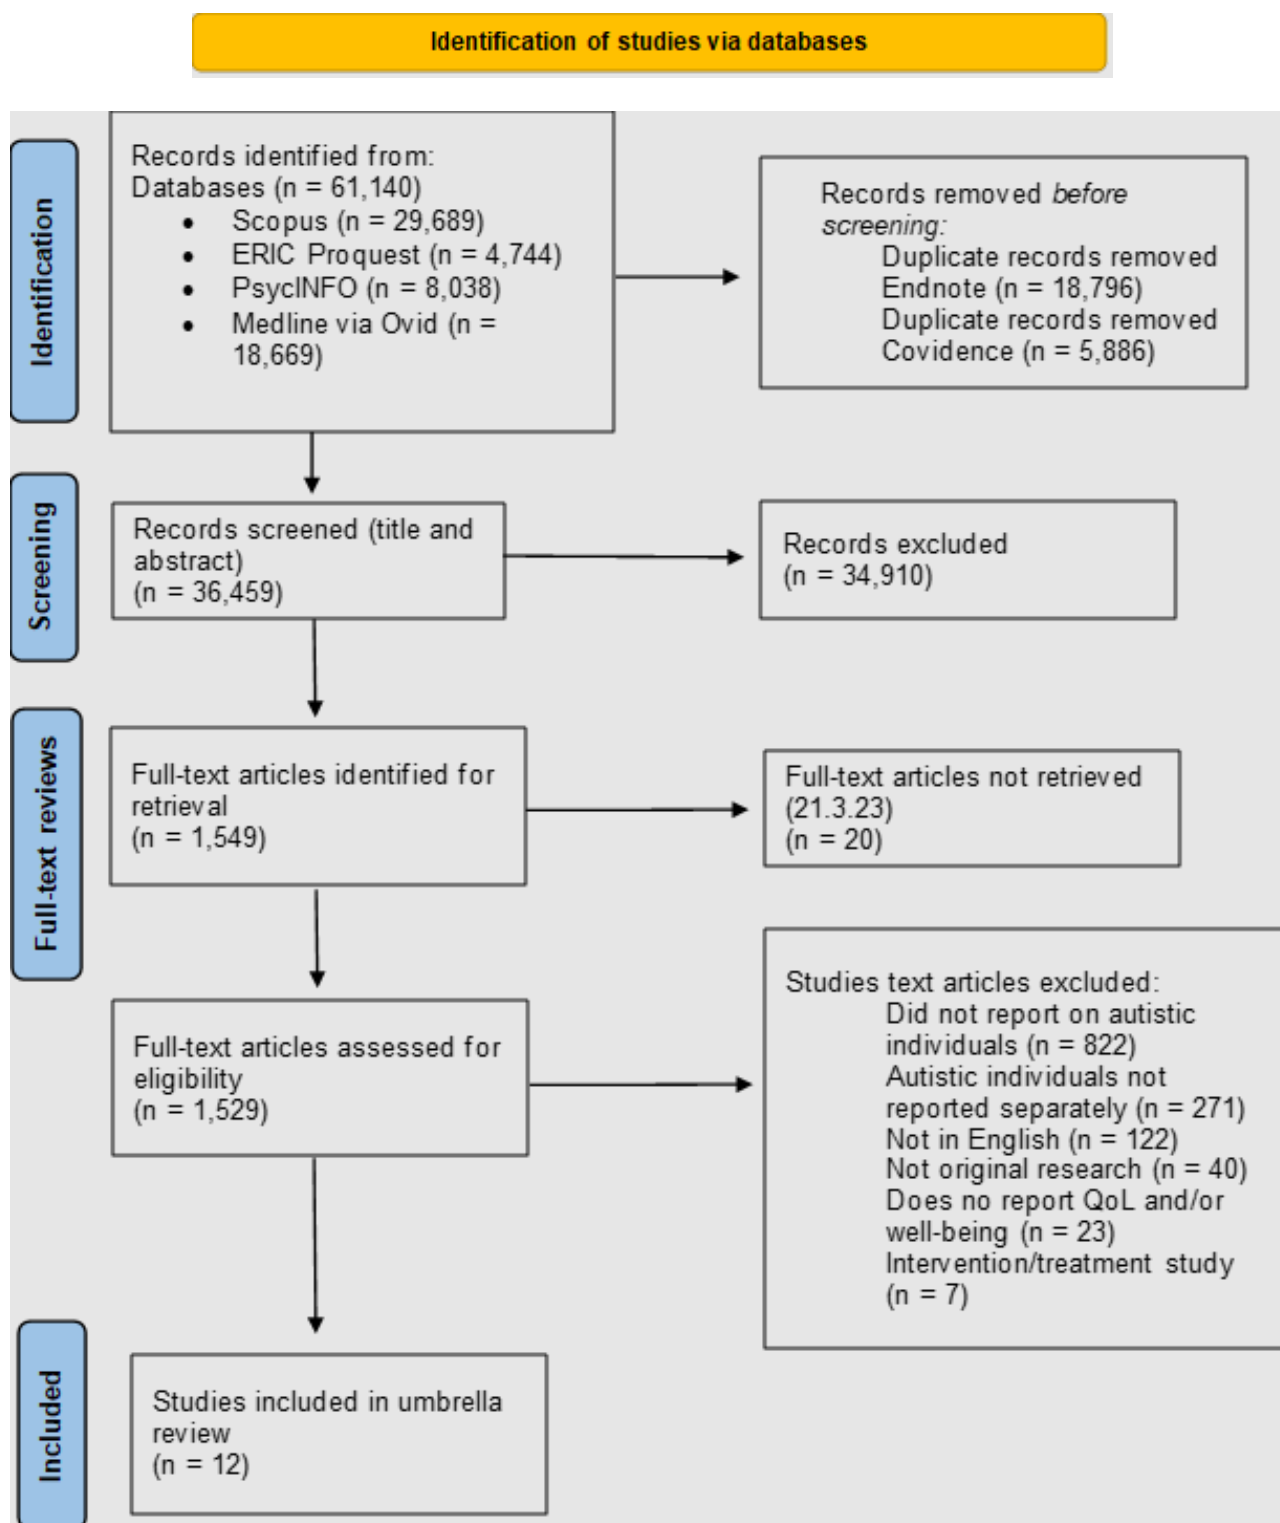 Identification of studies via databases
Identification
Records identified from:
Databases (n = 61,140)
• Scopus (n = 29,689)
• ERIC Proquest (n = 4,744)
• PsycINFO (n = 8,038)
• Medline via Ovid (n =
18,669)
Records removed before
screening:
Duplicate records removed
Endnote (n = 18,796)
Duplicate records removed
Covidence (n = 5,886)
Screening
Records screened (title and
abstract)
(n = 36,459)
Records excluded
(n = 34,910)
Full-text reviews
Full-text articles identified for
retrieval
(n = 1,549)
Full-text articles not retrieved
(21.3.23)
(n = 20)
Full-text articles assessed for
eligibility
(n = 1,529)
Studies text articles excluded:
Did not report on autistic
individuals (n = 822)
Autistic individuals not
reported separately (n = 271)
Not in English (n = 122)
Not original research (n = 40)
Does no report QoL and/or
well-being (n = 23)
Intervention/treatment study
(n = 7)
Included
Studies included in umbrella
review
(n = 12)